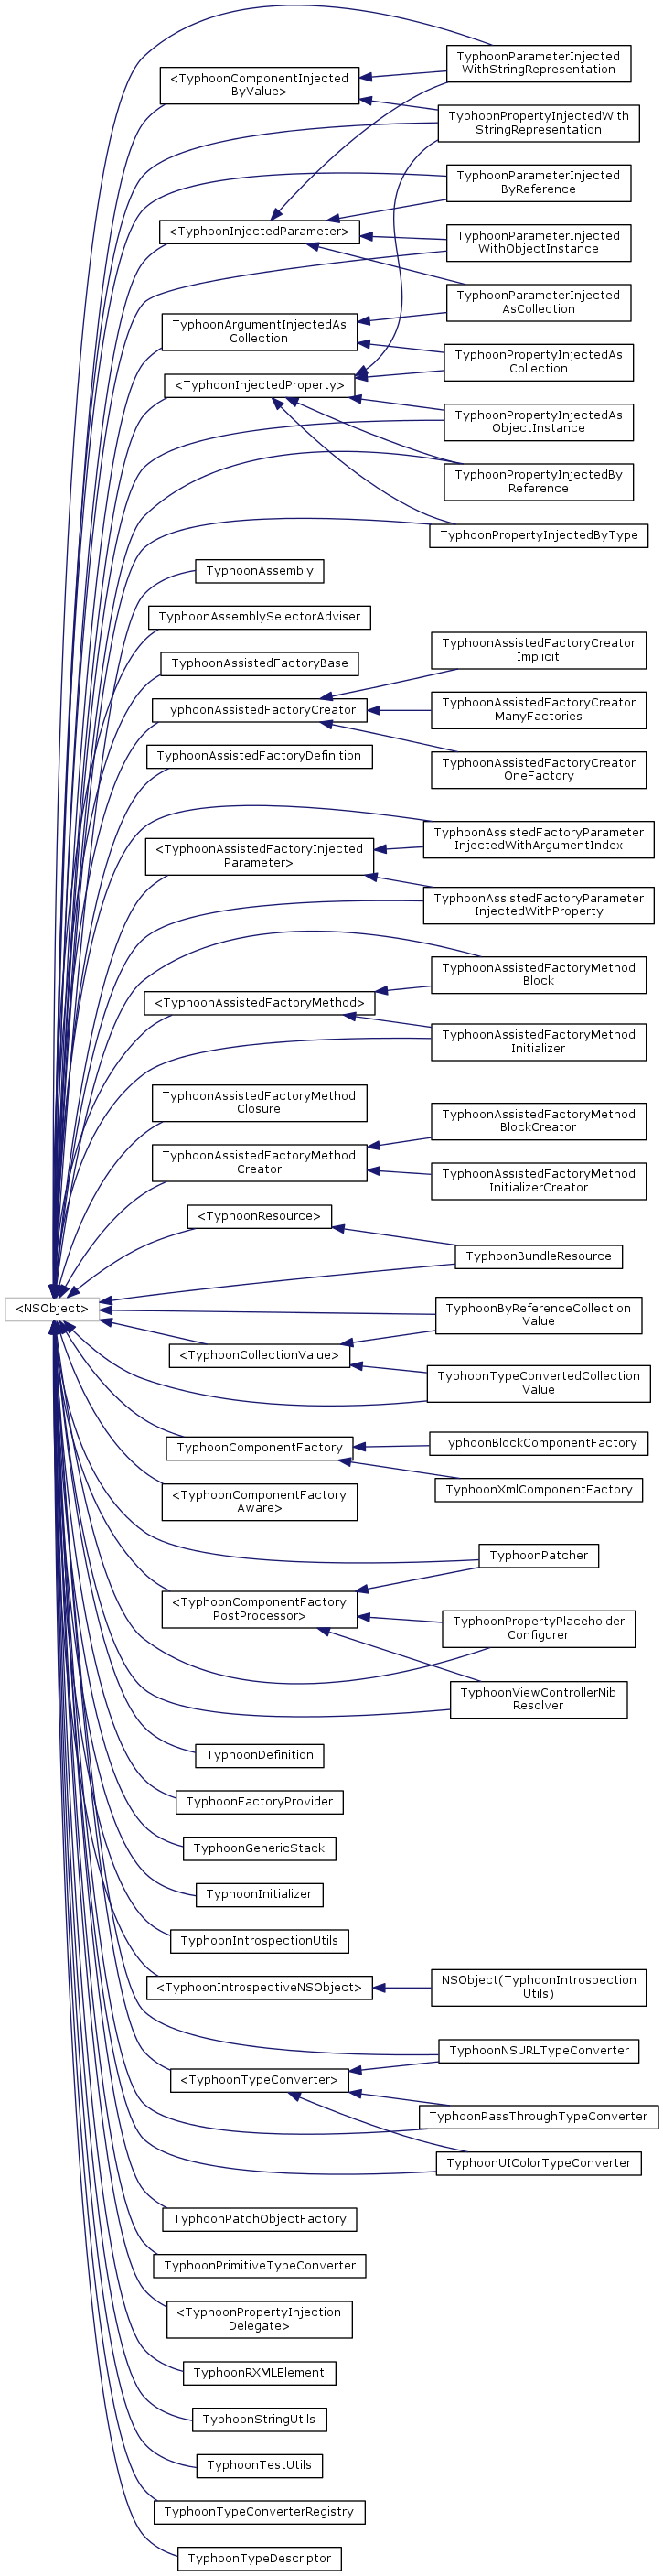 TyphoonParameterInjected
WithStringRepresentation
<TyphoonComponentInjected
ByValue>
TyphoonPropertyInjectedWith
StringRepresentation
TyphoonParameterInjected
ByReference
<TyphoonInjectedParameter>
TyphoonParameterInjected
WithObjectInstance
TyphoonParameterInjected
AsCollection
TyphoonArgumentInjectedAs
Collection
TyphoonPropertyInjectedAs
Collection
<TyphoonInjectedProperty>
TyphoonPropertyInjectedAs
ObjectInstance
TyphoonPropertyInjectedBy
Reference
TyphoonPropertyInjectedByType
TyphoonAssembly
TyphoonAssemblySelectorAdviser
TyphoonAssistedFactoryCreator
Implicit
TyphoonAssistedFactoryBase
TyphoonAssistedFactoryCreator
TyphoonAssistedFactoryCreator
ManyFactories
TyphoonAssistedFactoryDefinition
TyphoonAssistedFactoryCreator
OneFactory
TyphoonAssistedFactoryParameter
InjectedWithArgumentIndex
<TyphoonAssistedFactoryInjected
Parameter>
TyphoonAssistedFactoryParameter
InjectedWithProperty
TyphoonAssistedFactoryMethod
Block
<TyphoonAssistedFactoryMethod>
TyphoonAssistedFactoryMethod
Initializer
TyphoonAssistedFactoryMethod
Closure
TyphoonAssistedFactoryMethod
BlockCreator
TyphoonAssistedFactoryMethod
Creator
TyphoonAssistedFactoryMethod
InitializerCreator
<TyphoonResource>
TyphoonBundleResource
<NSObject>
TyphoonByReferenceCollection
Value
<TyphoonCollectionValue>
TyphoonTypeConvertedCollection
Value
TyphoonComponentFactory
TyphoonBlockComponentFactory
TyphoonXmlComponentFactory
<TyphoonComponentFactory
Aware>
TyphoonPatcher
<TyphoonComponentFactory
PostProcessor>
TyphoonPropertyPlaceholder
Configurer
TyphoonViewControllerNib
Resolver
TyphoonDefinition
TyphoonFactoryProvider
TyphoonGenericStack
TyphoonInitializer
TyphoonIntrospectionUtils
<TyphoonIntrospectiveNSObject>
NSObject(TyphoonIntrospection
Utils)
TyphoonNSURLTypeConverter
<TyphoonTypeConverter>
TyphoonPassThroughTypeConverter
TyphoonUIColorTypeConverter
TyphoonPatchObjectFactory
TyphoonPrimitiveTypeConverter
<TyphoonPropertyInjection
Delegate>
TyphoonRXMLElement
TyphoonStringUtils
TyphoonTestUtils
TyphoonTypeConverterRegistry
TyphoonTypeDescriptor